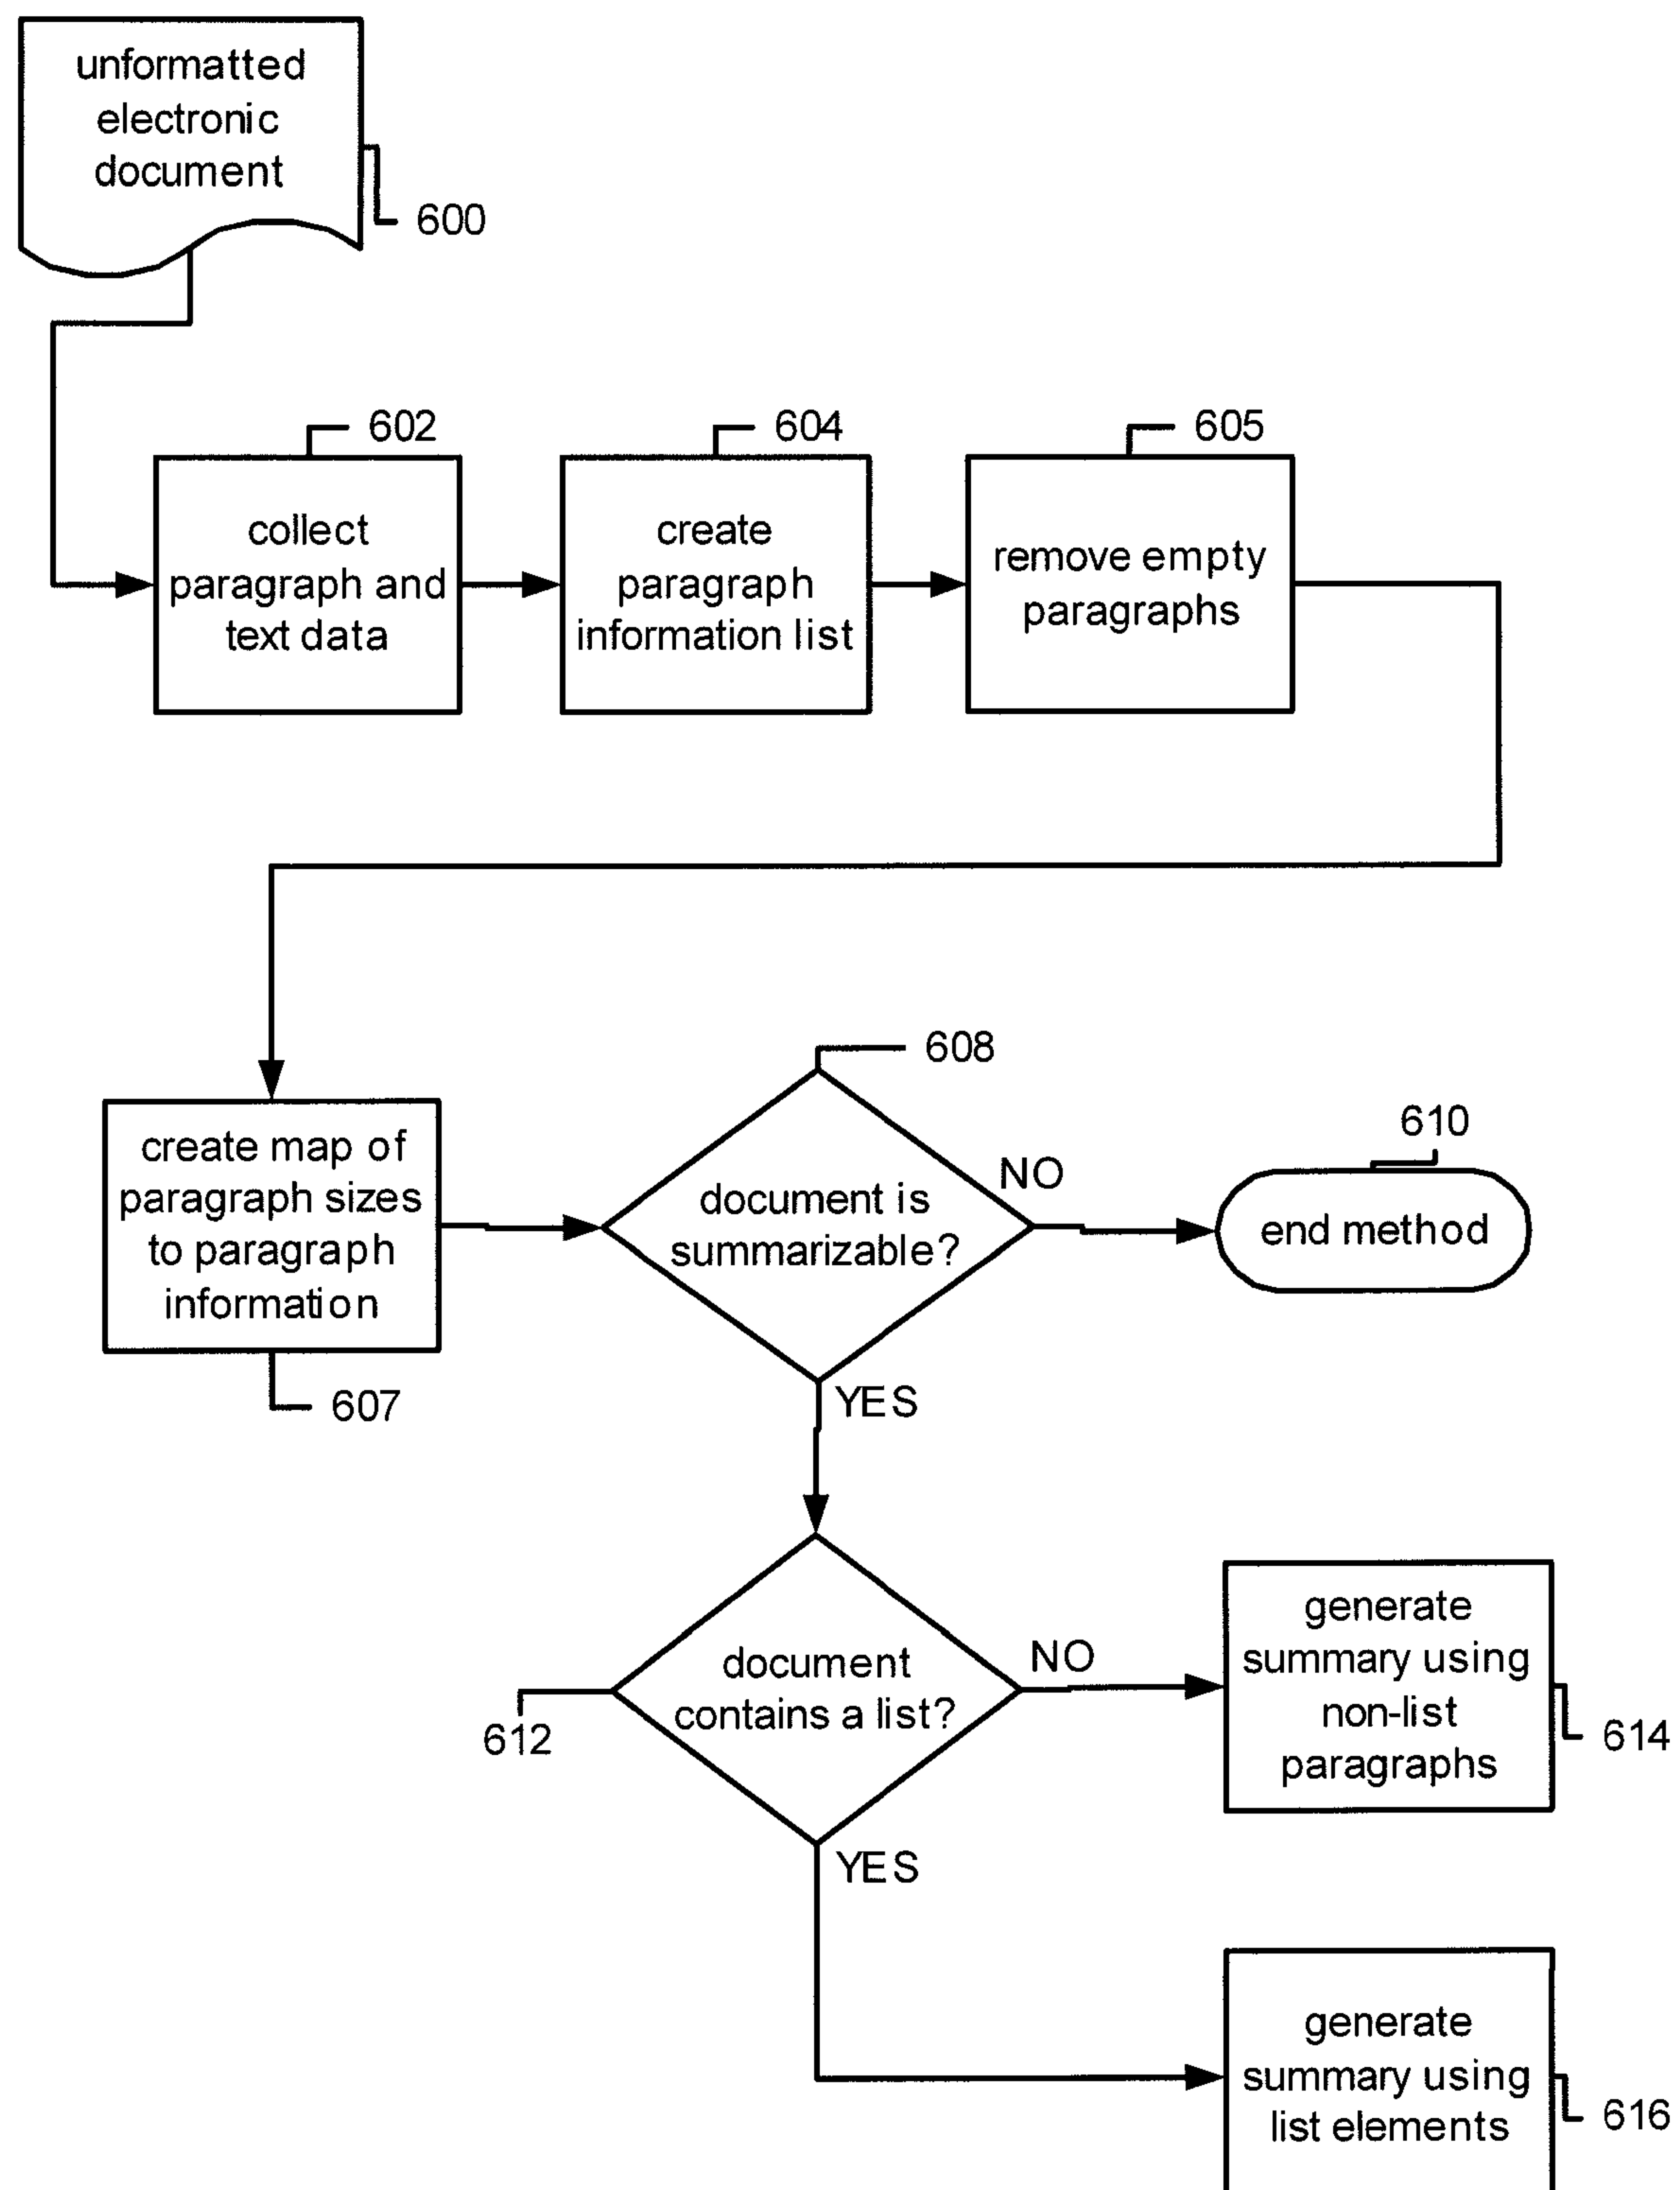 unformatted
electronic
document
600
602
604
605
collect
paragraph and
text data
create
paragraph
information list
remove empty
paragraphs
608
610
create map of
paragraph sizes
to paragraph
information
607
document is
summarizable?
NO
end method
YES
document
contains a list?
612
NO
generate
summary using
non-list
paragraphs
614
YES
generate
summary using
list elements
616